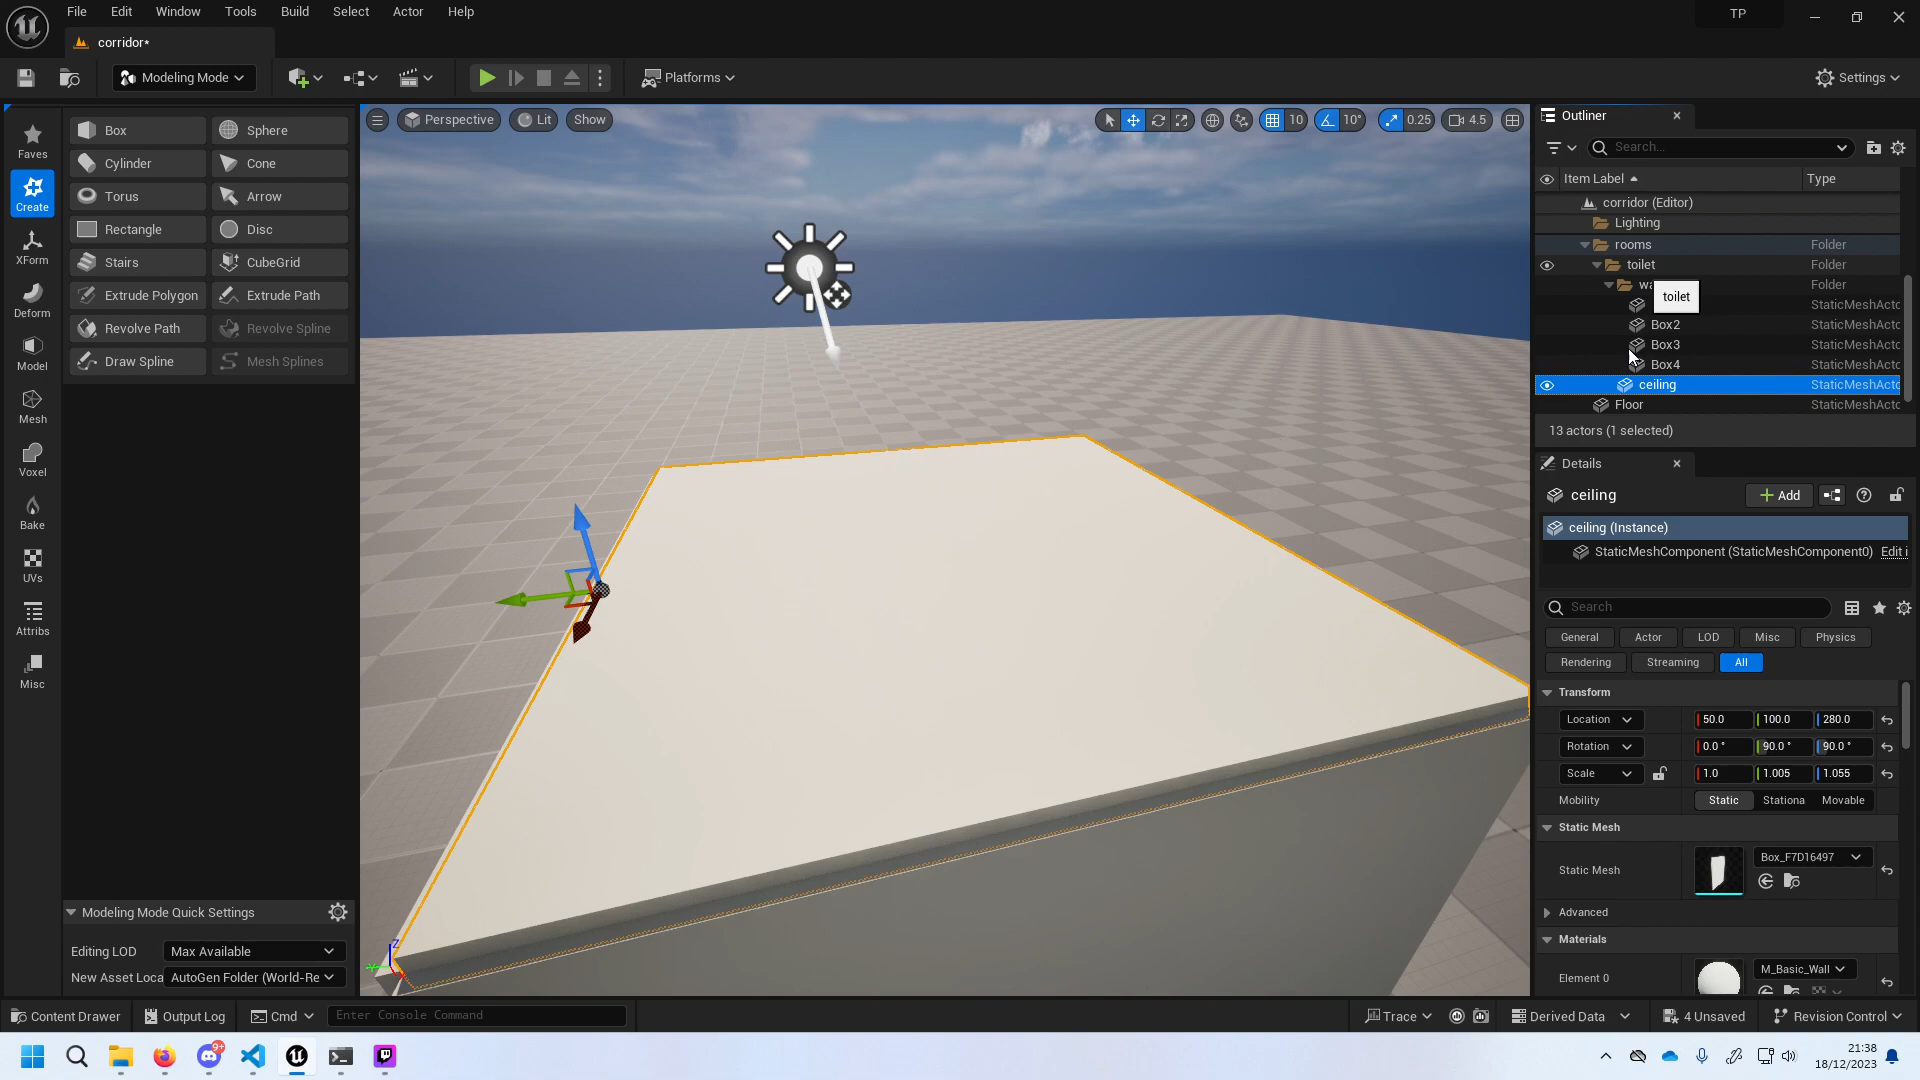 File Edit Window Tools Build Select Actor Help
TP
corridor*
Modeling Mode
Platforms
Settings
Faves
Create
XForm
Deform
Model
Mesh
Voxel
Bake
UVs
Attribs
Misc
Box Sphere
Cylinder Cone
Torus Arrow
Rectangle Disc
Stairs CubeGrid
Extrude Polygon Extrude Path
Revolve Path Revolve Spline
Draw Spline Mesh Splines
Modeling Mode Quick Settings
Editing LOD Max Available
New Asset Loca AutoGen Folder (World-Re
Perspective Lit Show
10 10° 0.25 4.5
Z
Outliner
Search...
Item Label Type
corridor (Editor)
Lighting
rooms Folder
toilet Folder
wa Folder
toilet
StaticMeshActo
Box2 StaticMeshActo
Box3 StaticMeshActo
Box4 StaticMeshActo
ceiling StaticMeshActo
Floor StaticMeshActo
13 actors (1 selected)
Details
ceiling
Add
ceiling (Instance)
StaticMeshComponent (StaticMeshComponent0) Edit i
Search
General Actor LOD Misc Physics
Rendering Streaming All
Transform
Location 50.0 100.0 280.0
Rotation 0.0 ° 90.0 ° 90.0 °
Scale 1.0 1.005 1.055
Mobility Static Stationa Movable
Static Mesh
Static Mesh Box_F7D16497
Advanced
Materials
Element 0 M_Basic_Wall
Content Drawer Output Log Cmd Enter Console Command
Trace Derived Data 4 Unsaved Revision Control
9+
21:38
18/12/2023